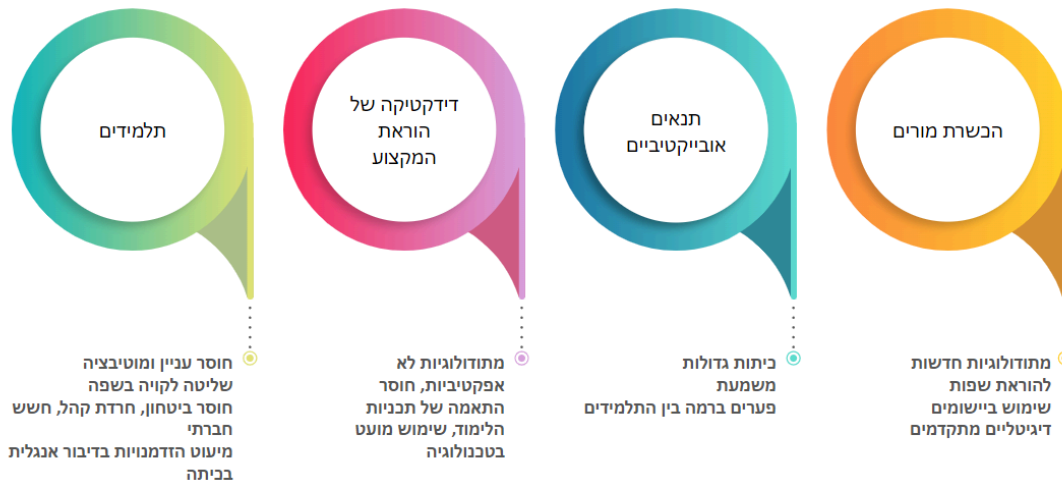 הכשרת מורים
מתודולוגיות חדשות
להוראת שפות
שימוש ביישומים
דיגיטליים מתקדמים
תנאים
אובייקטיביים
כיתות גדולות
משמעת
פערים ברמה בין התלמידים
דידקטיקה של
הוראת
המקצוע
מתודולוגיות לא
אפקטיביות, חוסר
התאמה של תכניות
הלימוד, שימוש מועט
בטכנולוגיה
תלמידים
חוסר עניין ומוטיבציה
שליטה לקויה בשפה
חוסר ביטחון, חרדת קהל, חשש
חברתי
מיעוט הזדמנויות בדיבור אנגלית
בכיתה